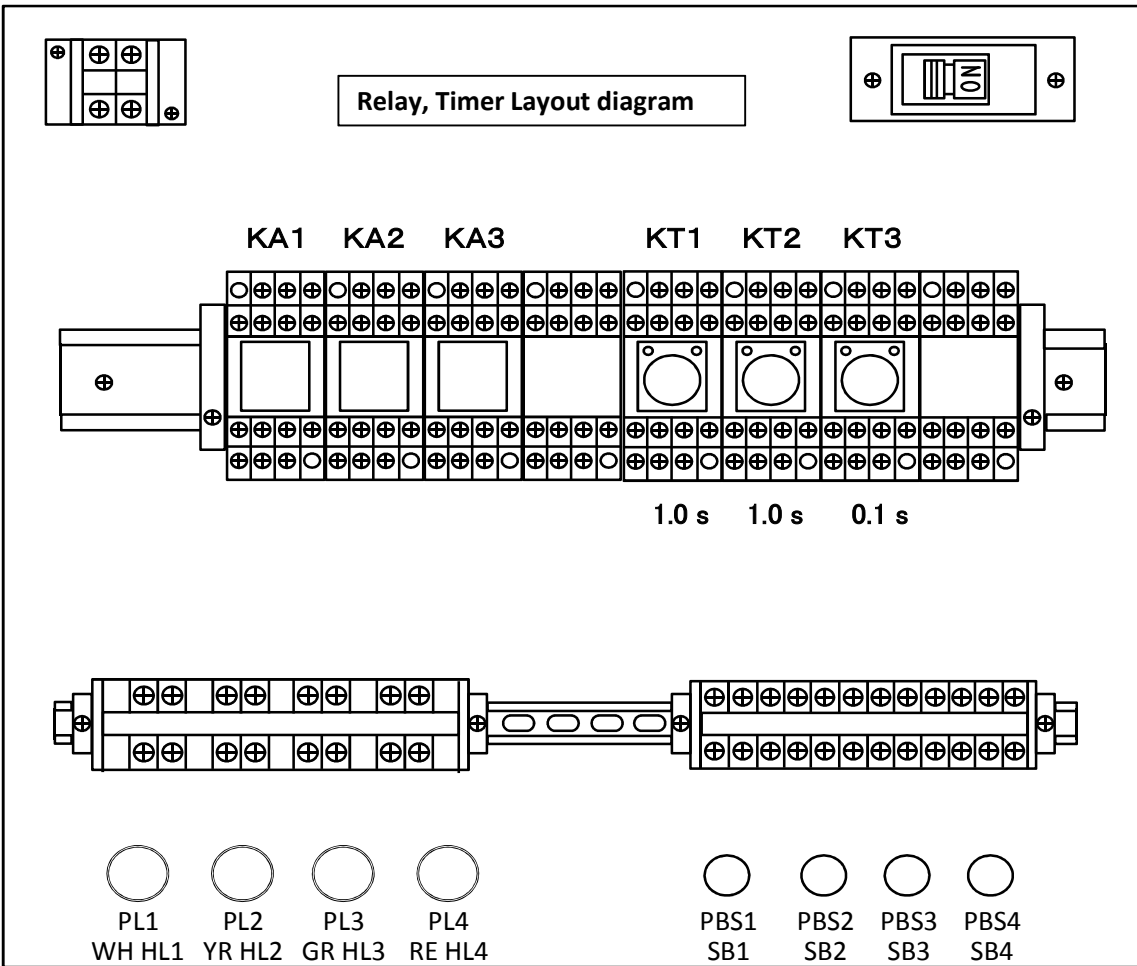 Relay, Timer Layout diagram
ON
KA1 KA2 KA3 KT1 KT2 KT3
1.0 s 1.0 s 0.1 s
PL1 PL2 PL3 PL4 PBS1 PBS2 PBS3 PBS4
WH HL1 YR HL2 GR HL3 RE HL4 SB1 SB2 SB3 SB4